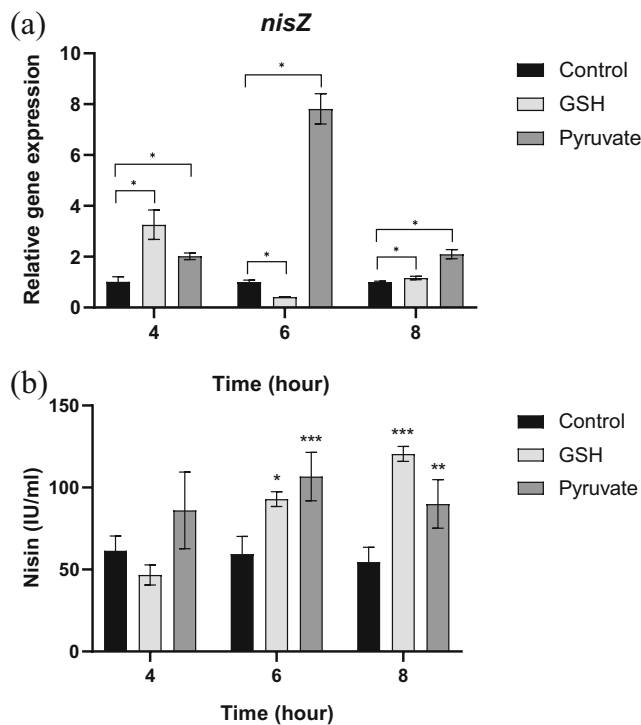 (a)
nisZ
Relative gene expression
10
8
6
4
2
0
* * * * * *
4 6 8
Time (hour)
Control
GSH
Pyruvate
(b)
Nisin (IU/ml)
150
100
50
0
* *** *** **
4 6 8
Time (hour)
Control
GSH
Pyruvate